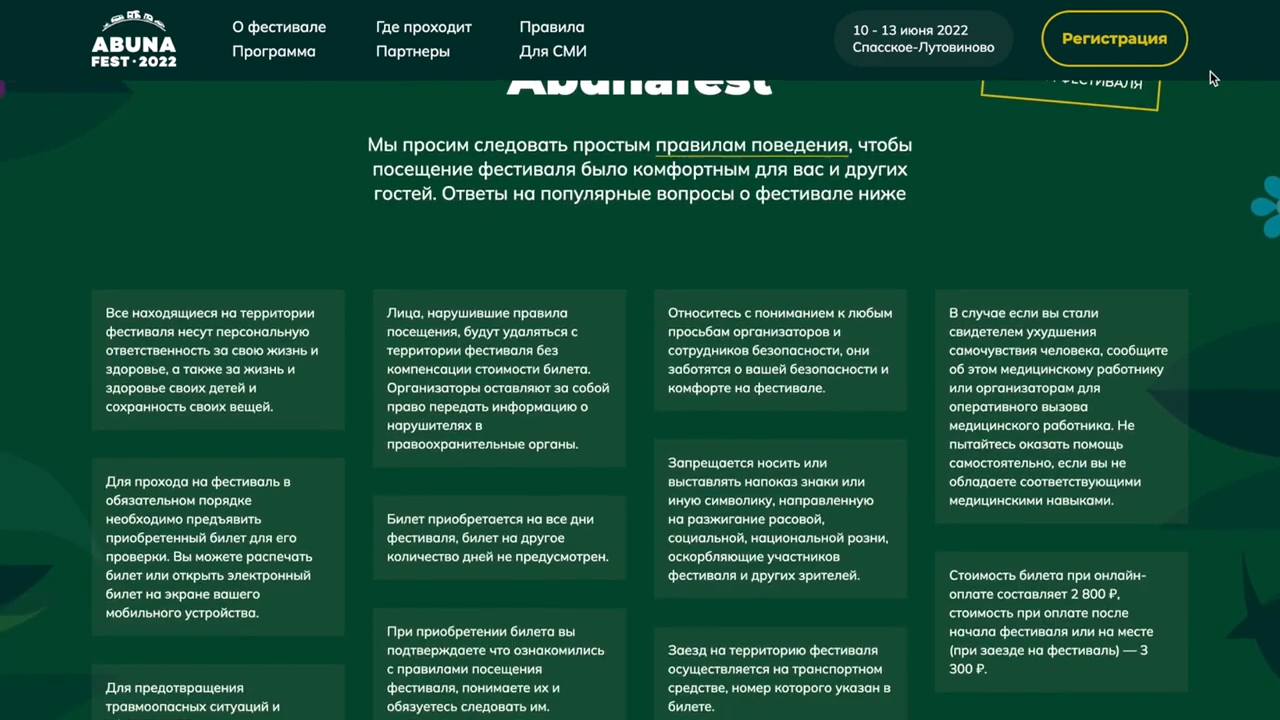 ABUNA
FEST · 2022
О фестивале
Программа
Где проходит
Партнеры
Правила
Для СМИ
10 - 13 июня 2022
Спасское-Лутовиново
Регистрация
Abunafest
ФЕСТИВАЛЯ
Мы просим следовать простым правилам поведения, чтобы
посещение фестиваля было комфортным для вас и других
гостей. Ответы на популярные вопросы о фестивале ниже
Все находящиеся на территории
фестиваля несут персональную
ответственность за свою жизнь и
здоровье, а также за жизнь и
здоровье своих детей и
сохранность своих вещей.
Для прохода на фестиваль в
обязательном порядке
необходимо предъявить
приобретенный билет для его
проверки. Вы можете распечать
билет или открыть электронный
билет на экране вашего
мобильного устройства.
Для предотвращения
травмоопасных ситуаций и
Лица, нарушившие правила
посещения, будут удаляться с
территории фестиваля без
компенсации стоимости билета.
Организаторы оставляют за собой
право передать информацию о
нарушителях в
правоохранительные органы.
Билет приобретается на все дни
фестиваля, билет на другое
количество дней не предусмотрен.
При приобретении билета вы
подтверждаете что ознакомились
с правилами посещения
фестиваля, понимаете их и
обязуетесь следовать им.
Относитесь с пониманием к любым
просьбам организаторов и
сотрудников безопасности, они
заботятся о вашей безопасности и
комфорте на фестивале.
Запрещается носить или
выставлять напоказ знаки или
иную символику, направленную
на разжигание расовой,
социальной, национальной розни,
оскорбляющие участников
фестиваля и других зрителей.
Заезд на территорию фестиваля
осуществляется на транспортном
средстве, номер которого указан в
билете.
В случае если вы стали
свидетелем ухудшения
самочувствия человека, сообщите
об этом медицинскому работнику
или организаторам для
оперативного вызова
медицинского работника. Не
пытайтесь оказать помощь
самостоятельно, если вы не
обладаете соответствующими
медицинскими навыками.
Стоимость билета при онлайн-
оплате составляет 2 800 ₽,
стоимость при оплате после
начала фестиваля или на месте
(при заезде на фестиваль) — 3
300 ₽.